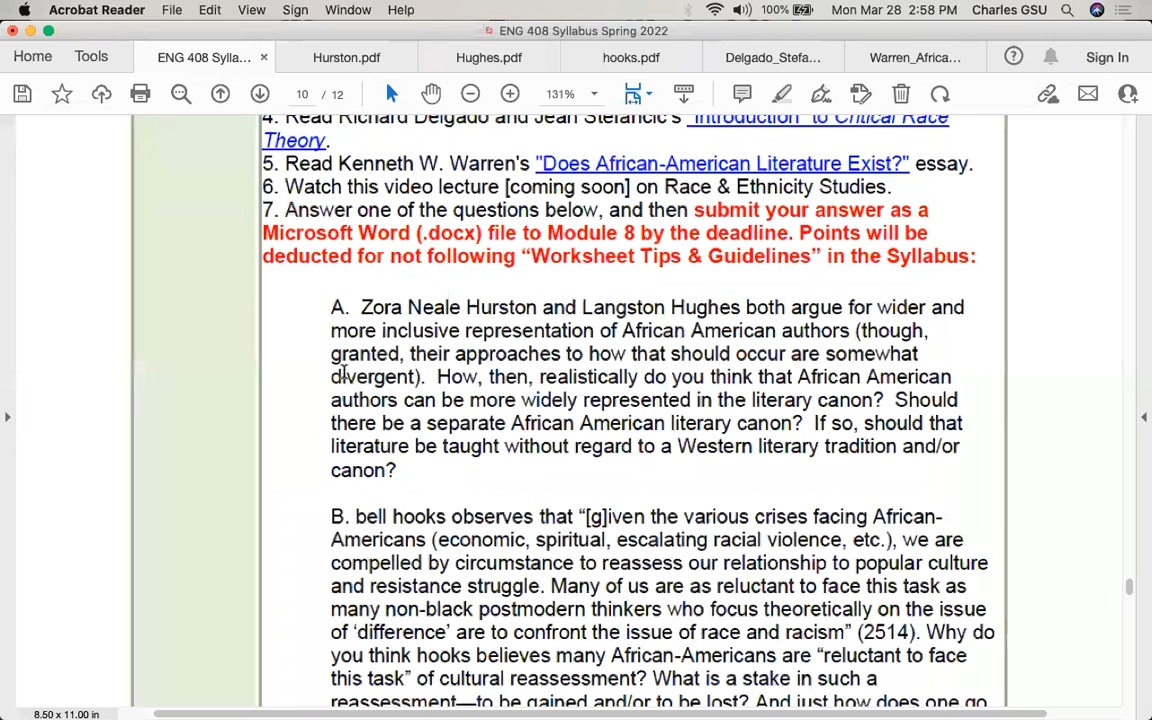 Acrobat Reader File Edit View Sign Window Help 100% Mon Mar 28 2:58 PM Charles GSU
ENG 408 Syllabus Spring 2022
Home Tools ENG 408 Sylla... × Hurston.pdf Hughes.pdf hooks.pdf Delgado_Stefa... Warren_Africa... Sign In
10 / 12 131%
4. Read Richard Delgado and Jean Stefancic's "Introduction" to Critical Race
Theory.
5. Read Kenneth W. Warren's "Does African-American Literature Exist?" essay.
6. Watch this video lecture [coming soon] on Race & Ethnicity Studies.
7. Answer one of the questions below, and then submit your answer as a
Microsoft Word (.docx) file to Module 8 by the deadline. Points will be
deducted for not following “Worksheet Tips & Guidelines” in the Syllabus:
A. Zora Neale Hurston and Langston Hughes both argue for wider and
more inclusive representation of African American authors (though,
granted, their approaches to how that should occur are somewhat
divergent). How, then, realistically do you think that African American
authors can be more widely represented in the literary canon? Should
there be a separate African American literary canon? If so, should that
literature be taught without regard to a Western literary tradition and/or
canon?
B. bell hooks observes that “[g]iven the various crises facing African-
Americans (economic, spiritual, escalating racial violence, etc.), we are
compelled by circumstance to reassess our relationship to popular culture
and resistance struggle. Many of us are as reluctant to face this task as
many non-black postmodern thinkers who focus theoretically on the issue
of ‘difference’ are to confront the issue of race and racism” (2514). Why do
you think hooks believes many African-Americans are “reluctant to face
this task” of cultural reassessment? What is a stake in such a
reassessment—to be gained and/or to be lost? And just how does one go
8.50 x 11.00 in